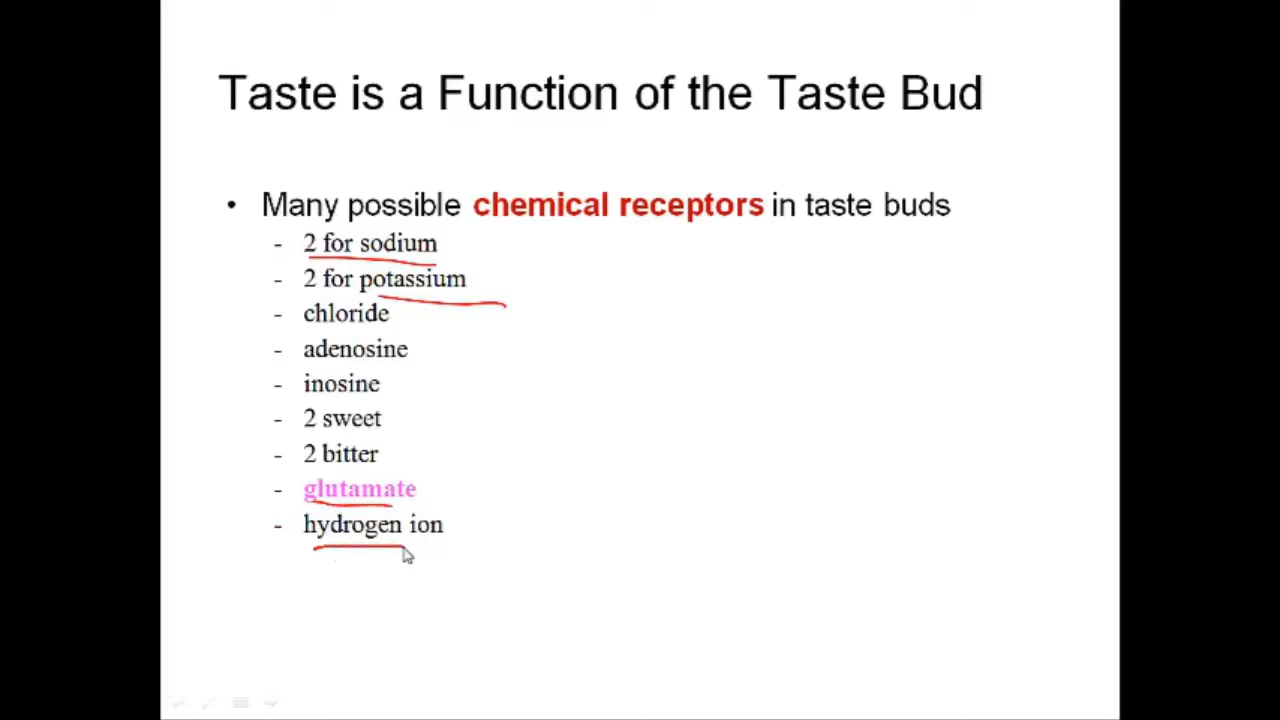 Taste is a Function of the Taste Bud
• Many possible chemical receptors in taste buds
- 2 for sodium
- 2 for potassium
- chloride
- adenosine
- inosine
- 2 sweet
- 2 bitter
- glutamate
- hydrogen ion